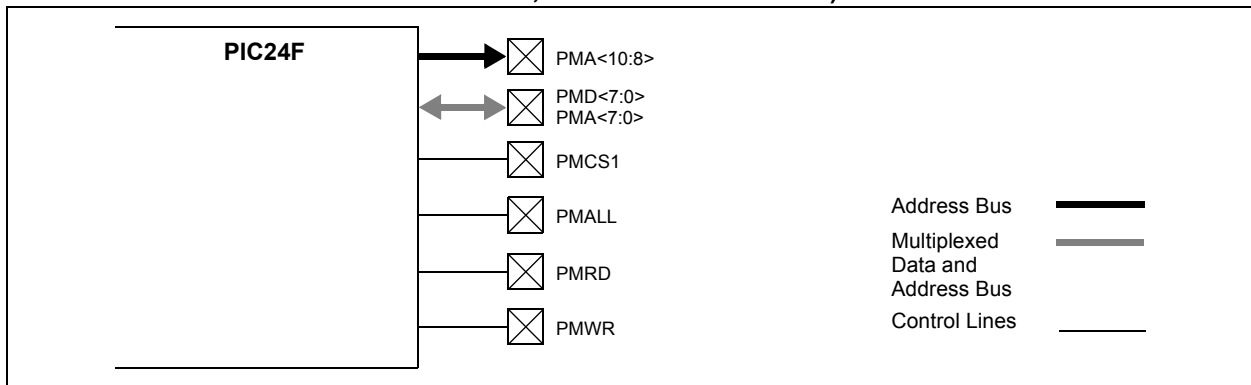 PIC24F
PMA<10:8>
PMD<7:0>
PMA<7:0>
PMCS1
PMALL
PMRD
PMWR
Address Bus
Multiplexed
Data and
Address Bus
Control Lines